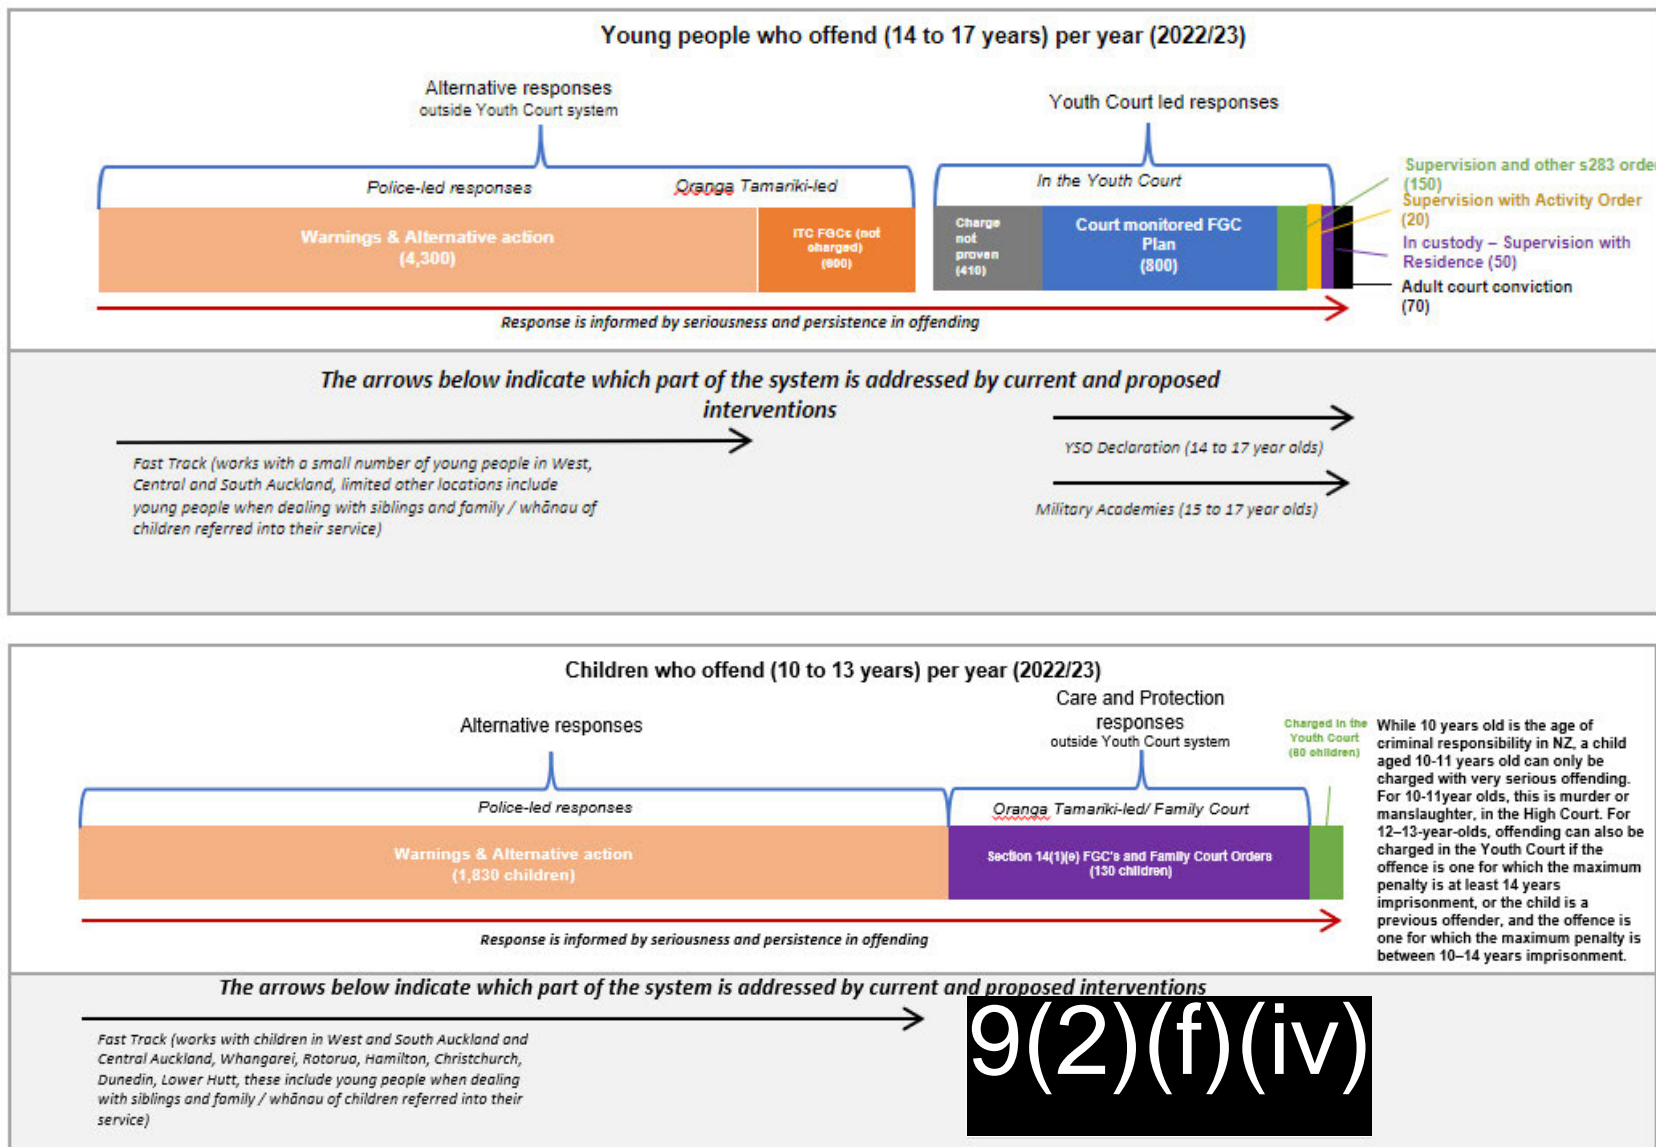 Young people who offend (14 to 17 years) per year (2022/23)
Alternative responses
outside Youth Court system
Youth Court led responses
Police-led responses
Oranga Tamariki-led
In the Youth Court
Warnings & Alternative action
(4,300)
ITC FGCs (not
charged)
(600)
Charge
not
proven
(410)
Court monitored FGC
Plan
(800)
Supervision and other s283 order
(150)
Supervision with Activity Order
(20)
In custody – Supervision with
Residence (50)
Adult court conviction
(70)
Response is informed by seriousness and persistence in offending
The arrows below indicate which part of the system is addressed by current and proposed
interventions
Fast Track (works with a small number of young people in West,
Central and South Auckland, limited other locations include
young people when dealing with siblings and family / whānau of
children referred into their service)
YSO Declaration (14 to 17 year olds)
Military Academies (15 to 17 year olds)
Children who offend (10 to 13 years) per year (2022/23)
Alternative responses
Care and Protection
responses
outside Youth Court system
Charged in the
Youth Court
(80 children)
Police-led responses
Oranga Tamariki-led/ Family Court
Warnings & Alternative action
(1,830 children)
Section 14(1)(e) FGC's and Family Court Orders
(130 children)
While 10 years old is the age of
criminal responsibility in NZ, a child
aged 10-11 years old can only be
charged with very serious offending.
For 10-11year olds, this is murder or
manslaughter, in the High Court. For
12–13-year-olds, offending can also be
charged in the Youth Court if the
offence is one for which the maximum
penalty is at least 14 years
imprisonment, or the child is a
previous offender, and the offence is
one for which the maximum penalty is
between 10–14 years imprisonment.
Response is informed by seriousness and persistence in offending
The arrows below indicate which part of the system is addressed by current and proposed interventions
Fast Track (works with children in West and South Auckland and
Central Auckland, Whangarei, Rotorua, Hamilton, Christchurch,
Dunedin, Lower Hutt, these include young people when dealing
with siblings and family / whānau of children referred into their
service)
9(2)(f)(iv)